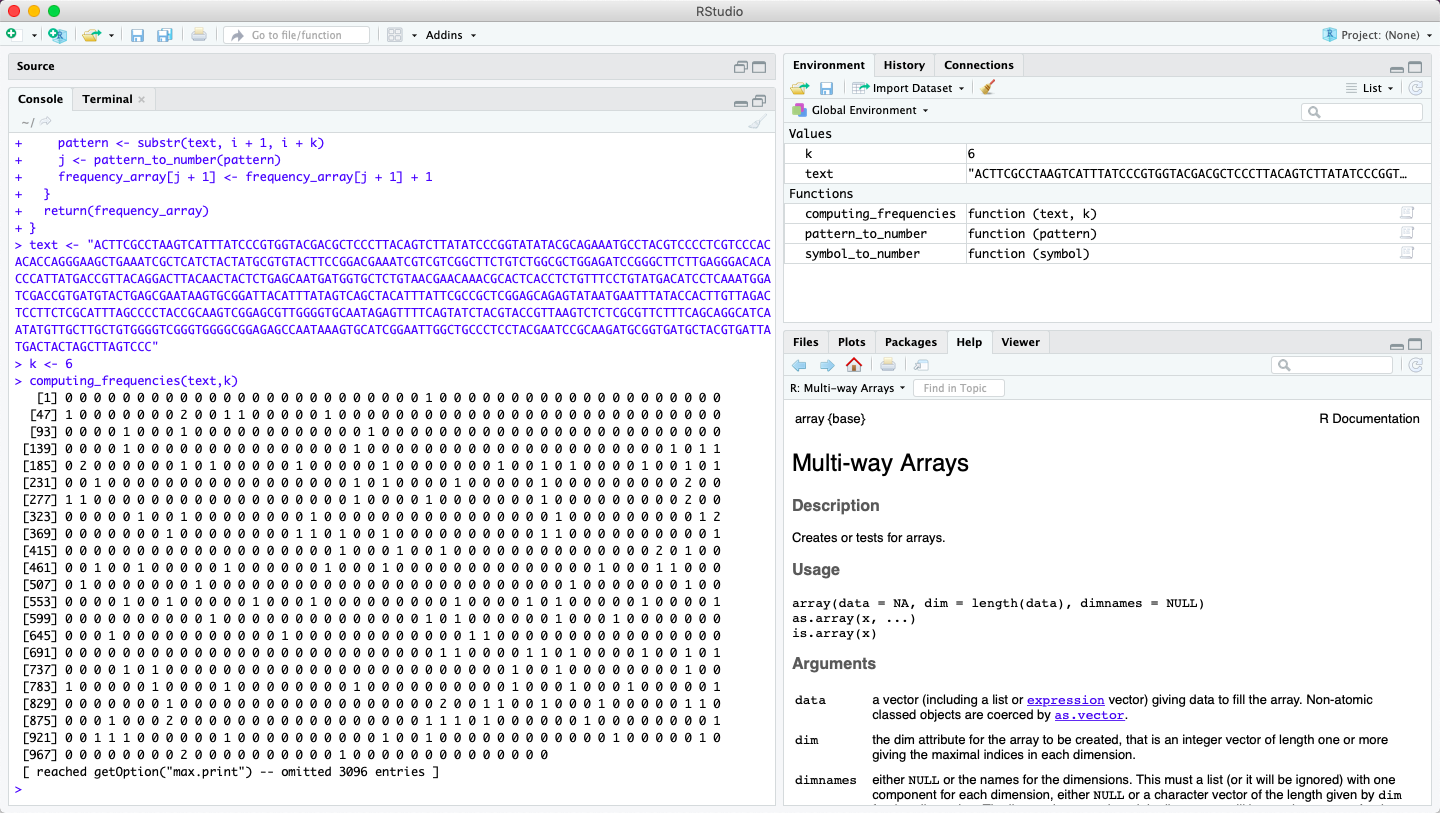 RStudio
Go to file/function
Addins
Project: (None)
Source
Console Terminal
~/
+     pattern <- substr(text, i + 1, i + k)
+     j <- pattern_to_number(pattern)
+     frequency_array[j + 1] <- frequency_array[j + 1] + 1
+   }
+   return(frequency_array)
+ }
> text <- "ACTTCGCCTAAGTCATTTATCCCGTGGTACGACGCTCCCTTACAGTCTTATATCCCGGTATATACGCAGAAATGCCTACGTCCCCTCGTCCCAC
ACACCAGGGAAGCTGAAATCGCTCATCTACTATGCGTGTACTTCCGGACGAAATCGTCGTCGGCTTCTGTCTGGCGCTGGAGATCCGGGCTTCTTGAGGGACACA
CCCATTATGACCGTTACAGGACTTACAACTACTCTGAGCAATGATGGTGCTCTGTAACGAACAAACGCACTCACCTCTGTTTCCTGTATGACATCCTCAAATGGA
TCGACCGTGATGTACTGAGCGAATAAGTGCGGATTACATTTATAGTCAGCTACATTTATTCGCCGCTCGGAGCAGAGTATAATGAATTTATACCACTTGTTAGAC
TCCTTCTCGCATTTAGCCCCTACCGCAAGTCGGAGCGTTGGGGTGCAATAGAGTTTTCAGTATCTACGTACCGTTAAGTCTCTCGCGTTCTTTCAGCAGGCATCA
ATATGTTGCTTGCTGTGGGGTCGGGTGGGGCGGAGAGCCAATAAAGTGCATCGGAATTGGCTGCCCTCCTACGAATCCGCAAGATGCGGTGATGCTACGTGATTA
TGACTACTAGCTTAGTCCC"
> k <- 6
> computing_frequencies(text,k)
[1] 0 0 0 0 0 0 0 0 0 0 0 0 0 0 0 0 0 0 0 0 0 0 0 0 0 1 0 0 0 0 0 0 0 0 0 0 0 0 0 0 0 0 0 0 0 0
[47] 1 0 0 0 0 0 0 0 2 0 0 1 1 0 0 0 0 0 1 0 0 0 0 0 0 0 0 0 0 0 0 0 0 0 0 0 0 0 0 0 0 0 0 0 0 0
[93] 0 0 0 0 1 0 0 0 1 0 0 0 0 0 0 0 0 0 0 0 0 1 0 0 0 0 0 0 0 0 0 0 0 0 0 0 0 0 0 0 0 0 0 0 0 0
[139] 0 0 0 0 1 0 0 0 0 0 0 0 0 0 0 0 0 0 0 0 1 0 0 0 0 0 0 0 0 0 0 0 0 0 0 0 0 0 0 0 0 0 1 0 1 1
[185] 0 2 0 0 0 0 0 0 1 0 1 0 0 0 0 0 1 0 0 0 0 0 1 0 0 0 0 0 0 0 1 0 0 1 0 1 0 0 0 0 1 0 0 1 0 1
[231] 0 0 1 0 0 0 0 0 0 0 0 0 0 0 0 0 0 0 0 0 1 0 1 0 0 0 0 1 0 0 0 0 0 1 0 0 0 0 0 0 0 0 0 2 0 0
[277] 1 1 0 0 0 0 0 0 0 0 0 0 0 0 0 0 0 0 0 0 1 0 0 0 0 1 0 0 0 0 0 0 0 1 0 0 0 0 0 0 0 0 0 2 0 0
[323] 0 0 0 0 0 1 0 0 1 0 0 0 0 0 0 0 0 1 0 0 0 0 0 0 0 0 0 0 0 0 0 0 0 0 1 0 0 0 0 0 0 0 0 0 1 2
[369] 0 0 0 0 0 0 0 1 0 0 0 0 0 0 0 0 1 1 0 1 0 0 1 0 0 0 0 0 0 0 0 0 0 1 1 0 0 0 0 0 0 0 0 0 0 1
[415] 0 0 0 0 0 0 0 0 0 0 0 0 0 0 0 0 0 0 0 1 0 0 0 1 0 0 1 0 0 0 0 0 0 0 0 0 0 0 0 0 0 2 0 1 0 0
[461] 0 0 1 0 0 1 0 0 0 0 0 1 0 0 0 0 0 0 1 0 0 0 1 0 0 0 0 0 0 0 0 0 0 0 0 0 0 1 0 0 0 1 1 0 0 0
[507] 0 1 0 0 0 0 0 0 0 1 0 0 0 0 0 0 0 0 0 0 0 0 0 0 0 0 0 0 0 0 0 0 0 0 0 1 0 0 0 0 0 0 0 1 0 0
[553] 0 0 0 0 1 0 0 1 0 0 0 0 0 1 0 0 0 1 0 0 0 0 0 0 0 0 0 1 0 0 0 0 1 0 1 0 0 0 0 0 1 0 0 0 0 1
[599] 0 0 0 0 0 0 0 0 0 0 1 0 0 0 0 0 0 0 0 0 0 0 0 0 0 1 0 1 0 0 0 0 0 0 1 0 0 0 1 0 0 0 0 0 0 0
[645] 0 0 0 1 0 0 0 0 0 0 0 0 0 0 0 1 0 0 0 0 0 0 0 0 0 0 0 0 1 1 0 0 0 0 0 0 0 0 0 0 0 0 0 0 0 0
[691] 0 0 0 0 0 0 0 0 0 0 0 0 0 0 0 0 0 0 0 0 0 0 0 0 0 0 1 1 0 0 0 0 1 1 0 1 0 0 0 0 1 0 0 1 0 1
[737] 0 0 0 0 1 0 1 0 0 0 0 0 0 0 0 0 0 0 0 0 0 0 0 0 0 0 0 0 0 0 0 1 0 0 1 0 0 0 0 0 0 0 0 1 0 0
[783] 1 0 0 0 0 0 1 0 0 0 0 1 0 0 0 0 0 0 0 0 1 0 0 0 0 0 0 0 0 0 0 1 0 0 1 0 0 0 0 1 0 0 0 0 0 1
[829] 0 0 0 0 0 0 0 1 0 0 0 0 0 0 0 0 0 0 0 0 0 0 0 0 0 0 2 0 0 1 1 0 0 1 0 0 0 1 0 0 0 0 0 1 1 0
[875] 0 0 0 1 0 0 0 2 0 0 0 0 0 0 0 0 0 0 0 0 0 0 0 0 0 1 1 1 0 1 0 0 0 0 0 0 1 0 0 0 0 0 0 0 0 1
[921] 0 0 1 1 1 0 0 0 0 0 0 1 0 0 0 0 0 0 0 0 0 0 1 0 0 1 0 0 0 0 0 0 0 0 0 0 0 0 1 0 0 0 0 0 1 0
[967] 0 0 0 0 0 0 0 0 2 0 0 0 0 0 0 0 0 0 0 1 0 0 0 0 0 0 0 0 0 0 0 0 0 0
[ reached getOption("max.print") -- omitted 3096 entries ]
>
Environment History Connections
Import Dataset List
Global Environment
Values
k 6
text "ACTTCGCCTAAGTCATTTATCCCGTGGTACGACGCTCCCTTACAGTCTTATATCCCGGT…
Functions
computing_frequencies function (text, k)
pattern_to_number function (pattern)
symbol_to_number function (symbol)
Files Plots Packages Help Viewer
R: Multi-way Arrays Find in Topic
array {base} R Documentation
Multi-way Arrays
Description
Creates or tests for arrays.
Usage
array(data = NA, dim = length(data), dimnames = NULL)
as.array(x, ...)
is.array(x)
Arguments
data a vector (including a list or expression vector) giving data to fill the array. Non-atomic
classed objects are coerced by as.vector.
dim the dim attribute for the array to be created, that is an integer vector of length one or more
giving the maximal indices in each dimension.
dimnames either NULL or the names for the dimensions. This must a list (or it will be ignored) with one
component for each dimension, either NULL or a character vector of the length given by dim